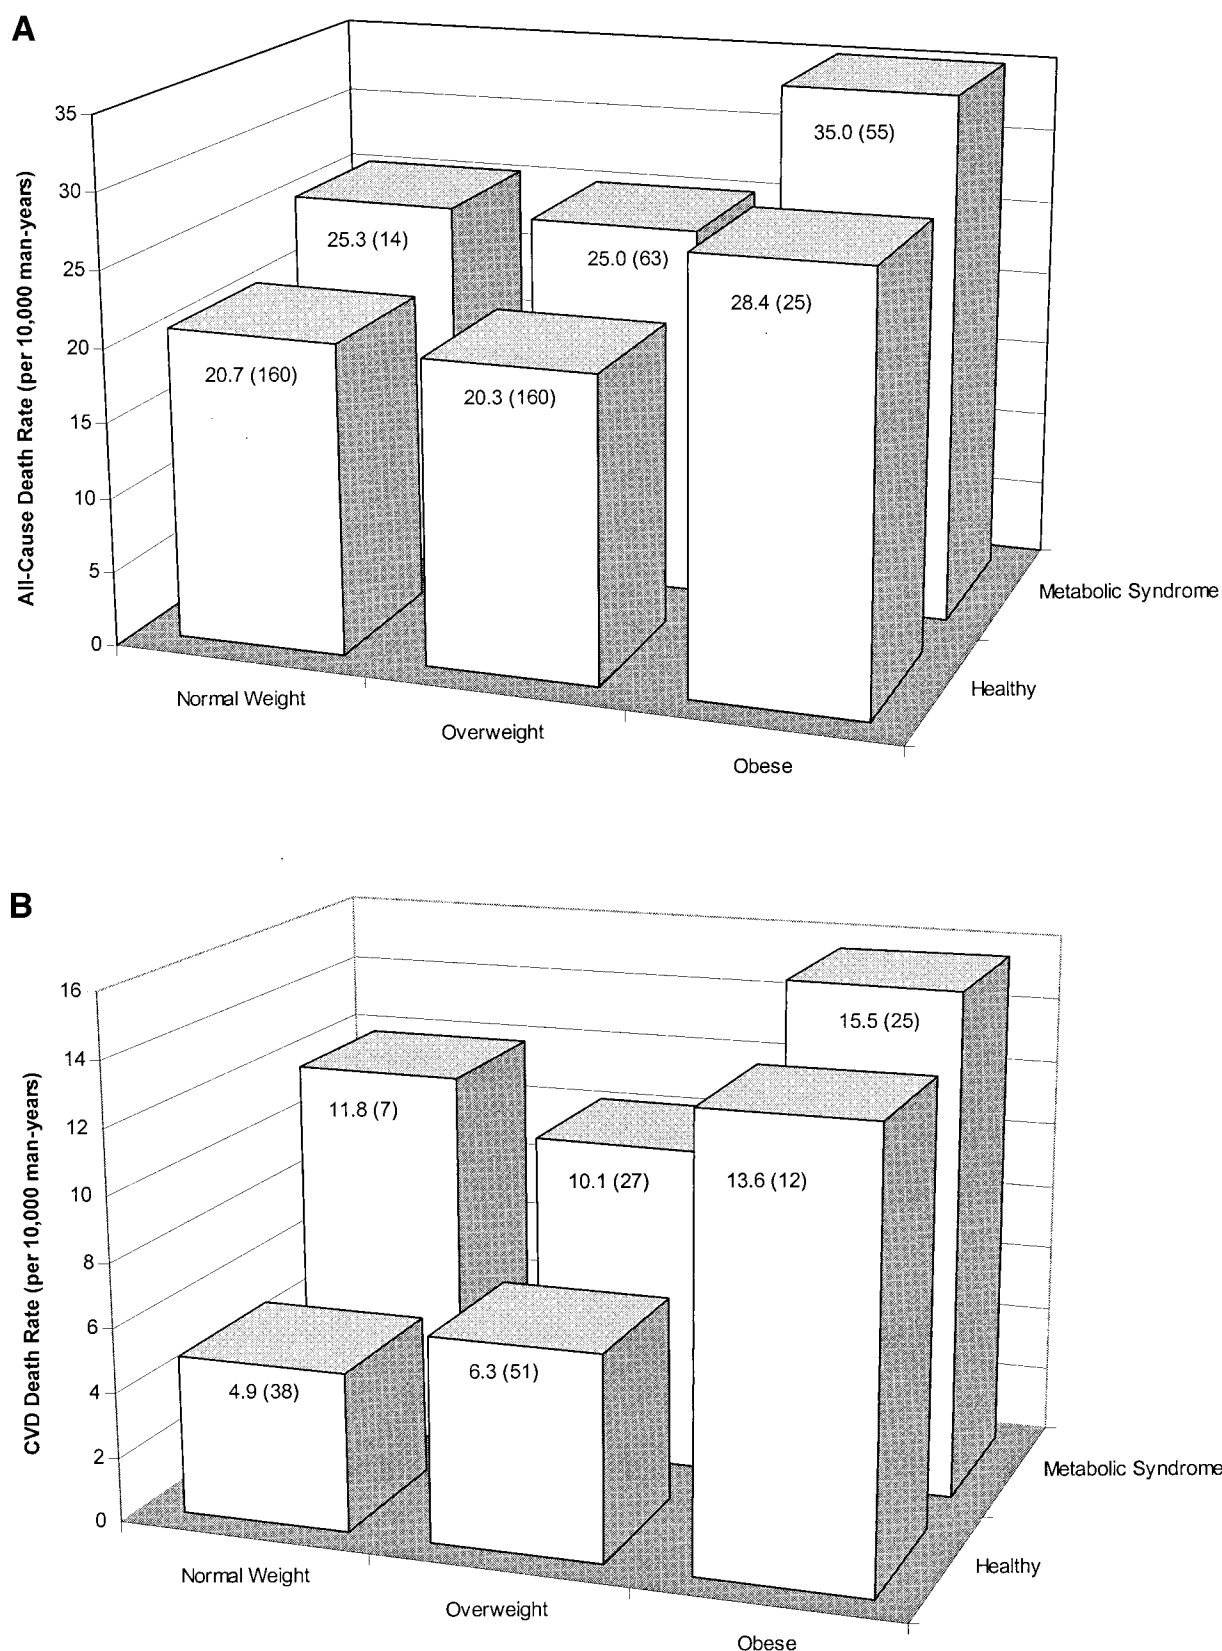 A
All-Cause Death Rate (per 10,000 man-years)
35
30
25
20
15
10
5
0
35.0 (55)
25.3 (14)
25.0 (63)
28.4 (25)
20.7 (160)
20.3 (160)
Normal Weight
Overweight
Obese
Healthy
Metabolic Syndrome
B
CVD Death Rate (per 10,000 man-years)
16
14
12
10
8
6
4
2
0
15.5 (25)
11.8 (7)
10.1 (27)
13.6 (12)
4.9 (38)
6.3 (51)
Normal Weight
Overweight
Obese
Healthy
Metabolic Syndrome